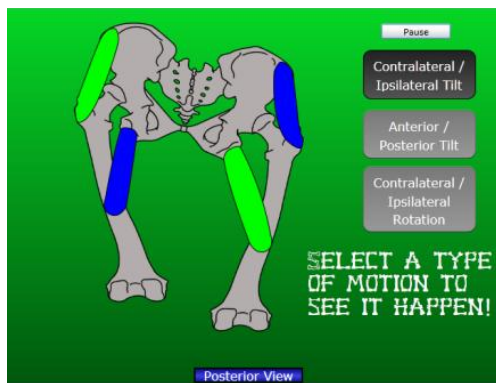 Pause
Contralateral /
Ipsilateral Tilt
Anterior /
Posterior Tilt
Contralateral /
Ipsilateral
Rotation
SELECT A TYPE
OF MOTION TO
SEE IT HAPPEN!
Posterior View